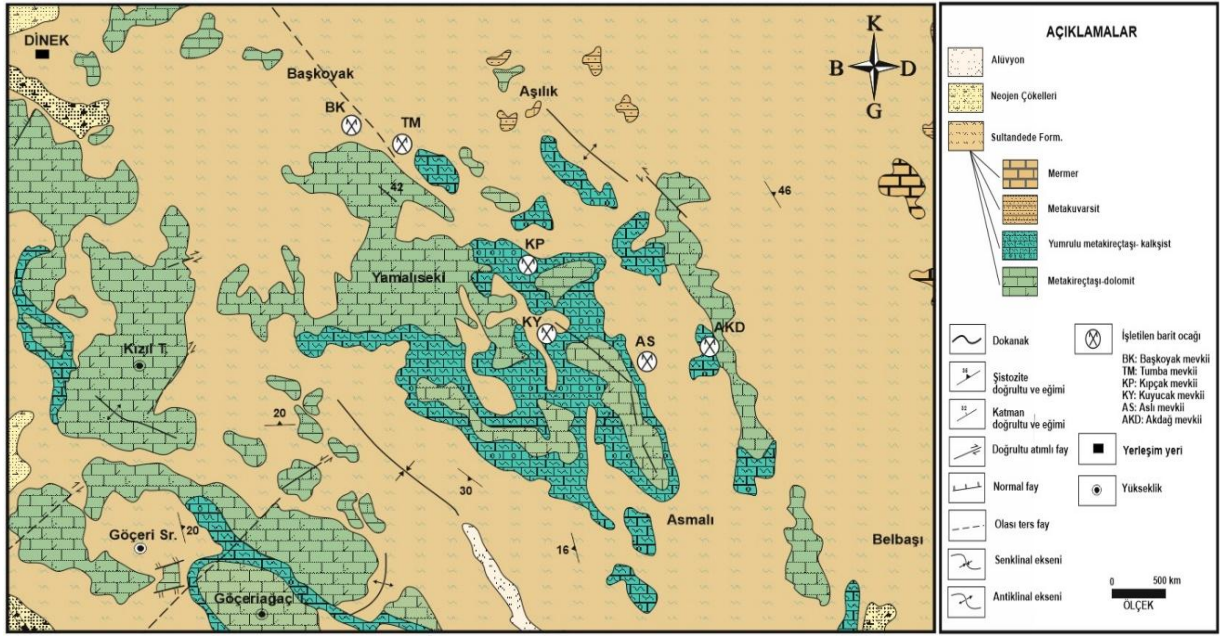 DİNEK
Başkoyak
BK
TM
Aşılık
K
B D
G
42
46
KP
Yamalıseki
KY
AS
AKD
Kızıl T.
20
30
Göçeri Sr.
20
16
Asmalı
Belbaşı
Göçeriağaç
AÇIKLAMALAR
Alüvyon
Neojen Çökelleri
Sultandede Form.
Mermer
Metakuvarsit
Yumrulu metakireçtaşı- kalkşist
Metakireçtaşı-dolomit
Dokanak
Şistozite
doğrultu ve eğimi
Katman
doğrultu ve eğimi
Doğrultu atımlı fay
Normal fay
Olası ters fay
Senklinal ekseni
Antiklinal ekseni
İşletilen barit ocağı
BK: Başkoyak mevkii
TM: Tumba mevkii
KP: Kıpçak mevkii
KY: Kuyucak mevkii
AS: Aslı mevkii
AKD: Akdağ mevkii
Yerleşim yeri
Yükseklik
0 500 km
ÖLÇEK